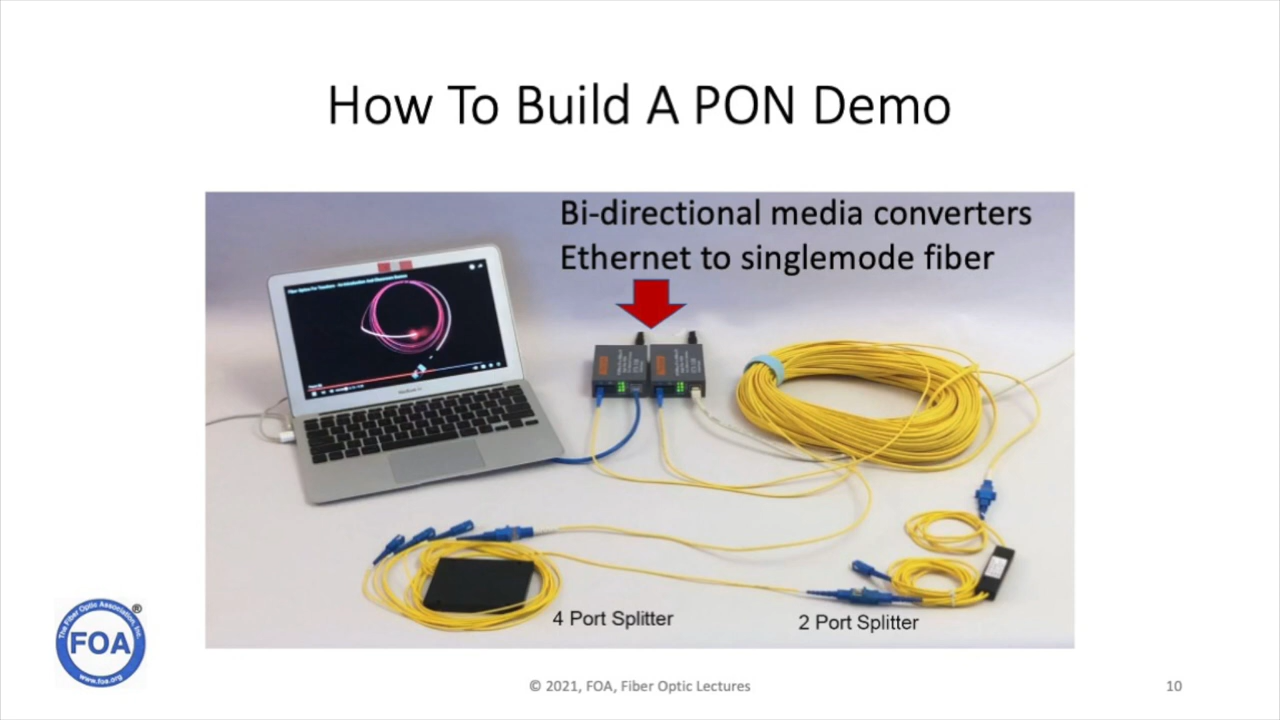 How To Build A PON Demo
Bi-directional media converters
Ethernet to singlemode fiber
4 Port Splitter
2 Port Splitter
The Fiber Optic Association, Inc.
®
FOA
www.foa.org
© 2021, FOA, Fiber Optic Lectures
10